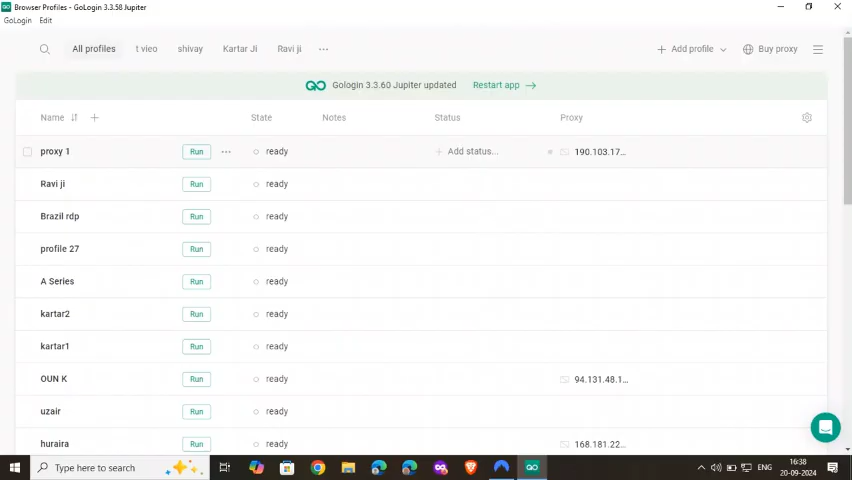 Browser Profiles - GoLogin 3.3.58 Jupiter
GoLogin Edit
All profiles t vieo shivay Kartar Ji Ravi ji ... + Add profile Buy proxy
GO Gologin 3.3.60 Jupiter updated Restart app →
Name + State Notes Status Proxy
proxy 1 Run ... ready + Add status... 190.103.17...
Ravi ji Run ready
Brazil rdp Run ready
profile 27 Run ready
A Series Run ready
kartar2 Run ready
kartar1 Run ready
OUN K Run ready 94.131.48.1...
uzair Run ready
huraira Run ready 168.181.22...
Type here to search GO ENG 16:38
20-09-2024